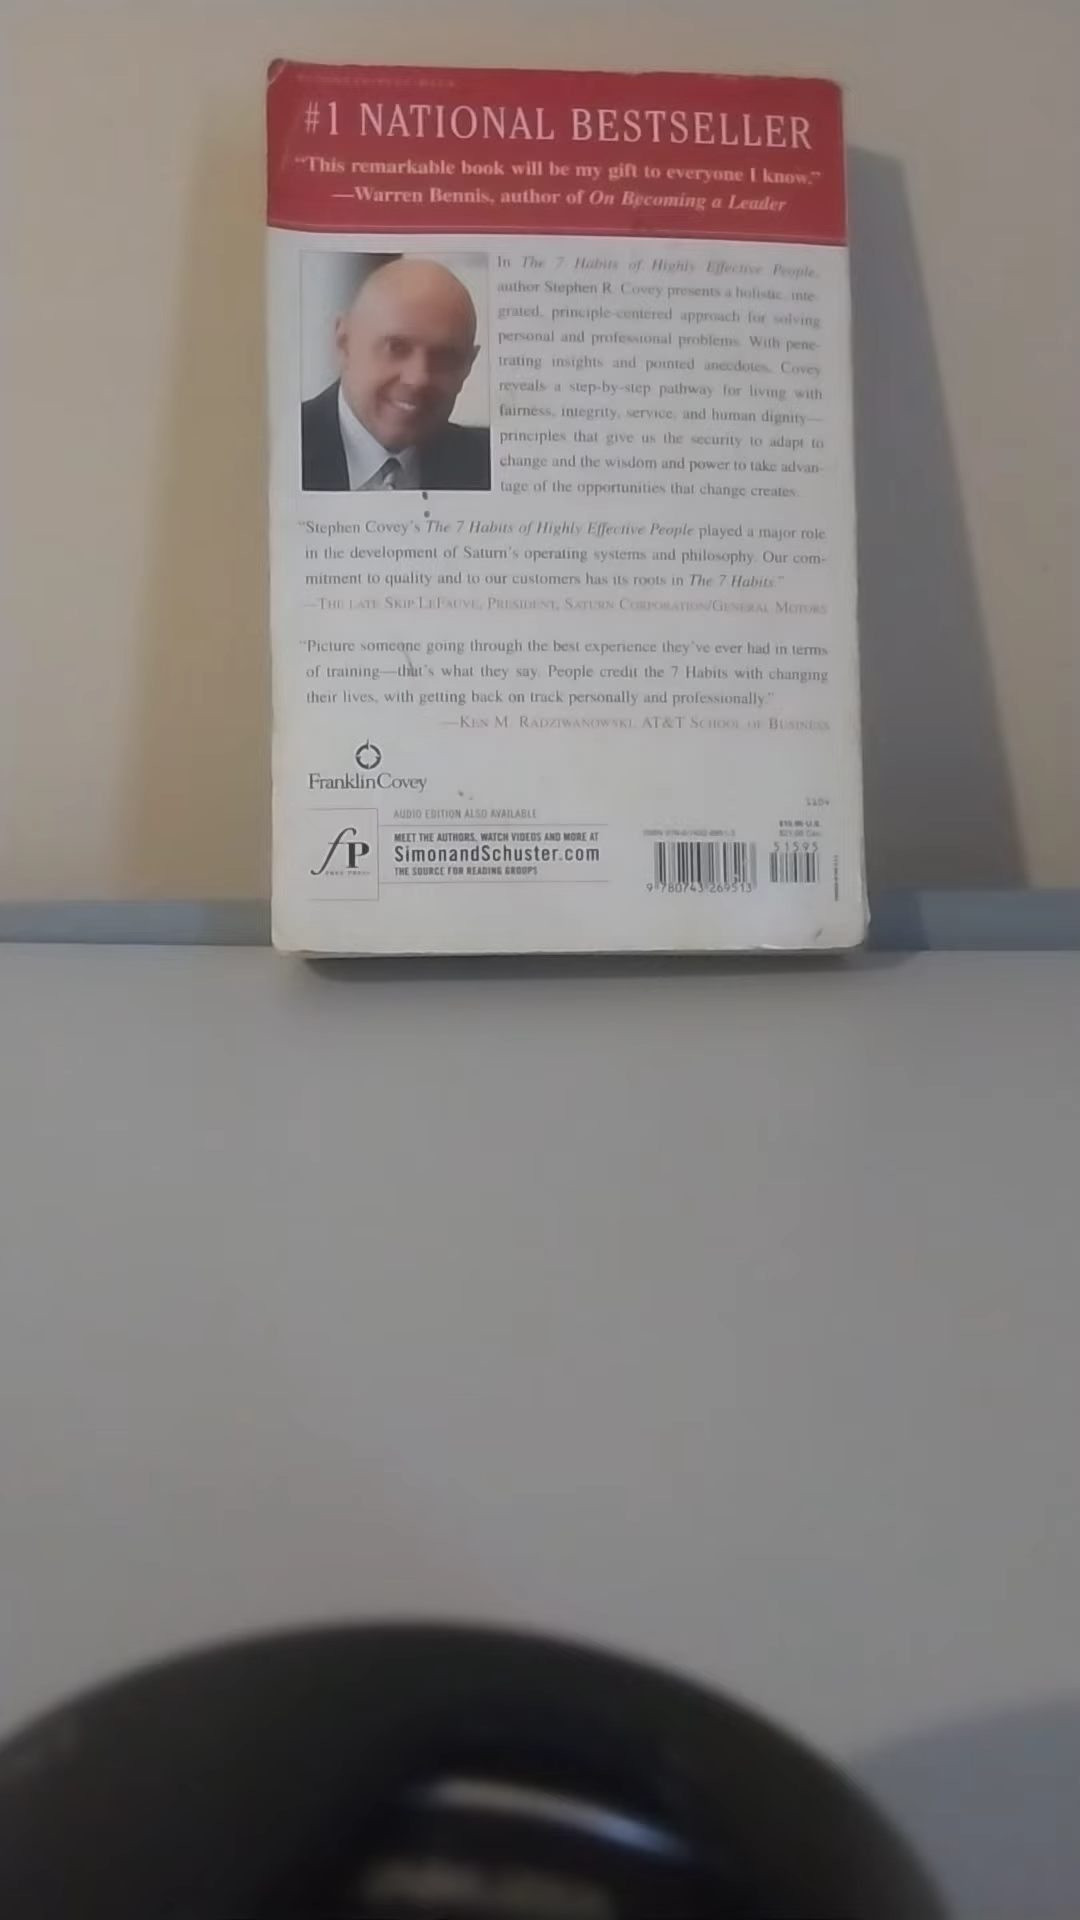 #1 NATIONAL BESTSELLER
“This remarkable book will be my gift to everyone I know.”
—Warren Bennis, author of On Becoming a Leader
In The 7 Habits of Highly Effective People,
author Stephen R. Covey presents a holistic, inte-
grated, principle-centered approach for solving
personal and professional problems. With pene-
trating insights and pointed anecdotes, Covey
reveals a step-by-step pathway for living with
fairness, integrity, service, and human dignity—
principles that give us the security to adapt to
change and the wisdom and power to take advan-
tage of the opportunities that change creates.
“Stephen Covey’s The 7 Habits of Highly Effective People played a major role
in the development of Saturn’s operating systems and philosophy. Our com-
mitment to quality and to our customers has its roots in The 7 Habits.”
—THE LATE SKIP LEFAUVE, PRESIDENT, SATURN CORPORATION/GENERAL MOTORS
“Picture someone going through the best experience they’ve ever had in terms
of training—that’s what they say. People credit the 7 Habits with changing
their lives, with getting back on track personally and professionally.”
—KEN M. RADZIWANOWSKI, AT&T SCHOOL OF BUSINESS
FranklinCovey
fP
FREE PRESS
AUDIO EDITION ALSO AVAILABLE
MEET THE AUTHORS, WATCH VIDEOS AND MORE AT
SimonandSchuster.com
THE SOURCE FOR READING GROUPS
$15.95 U.S.
51595
9 780743 269513